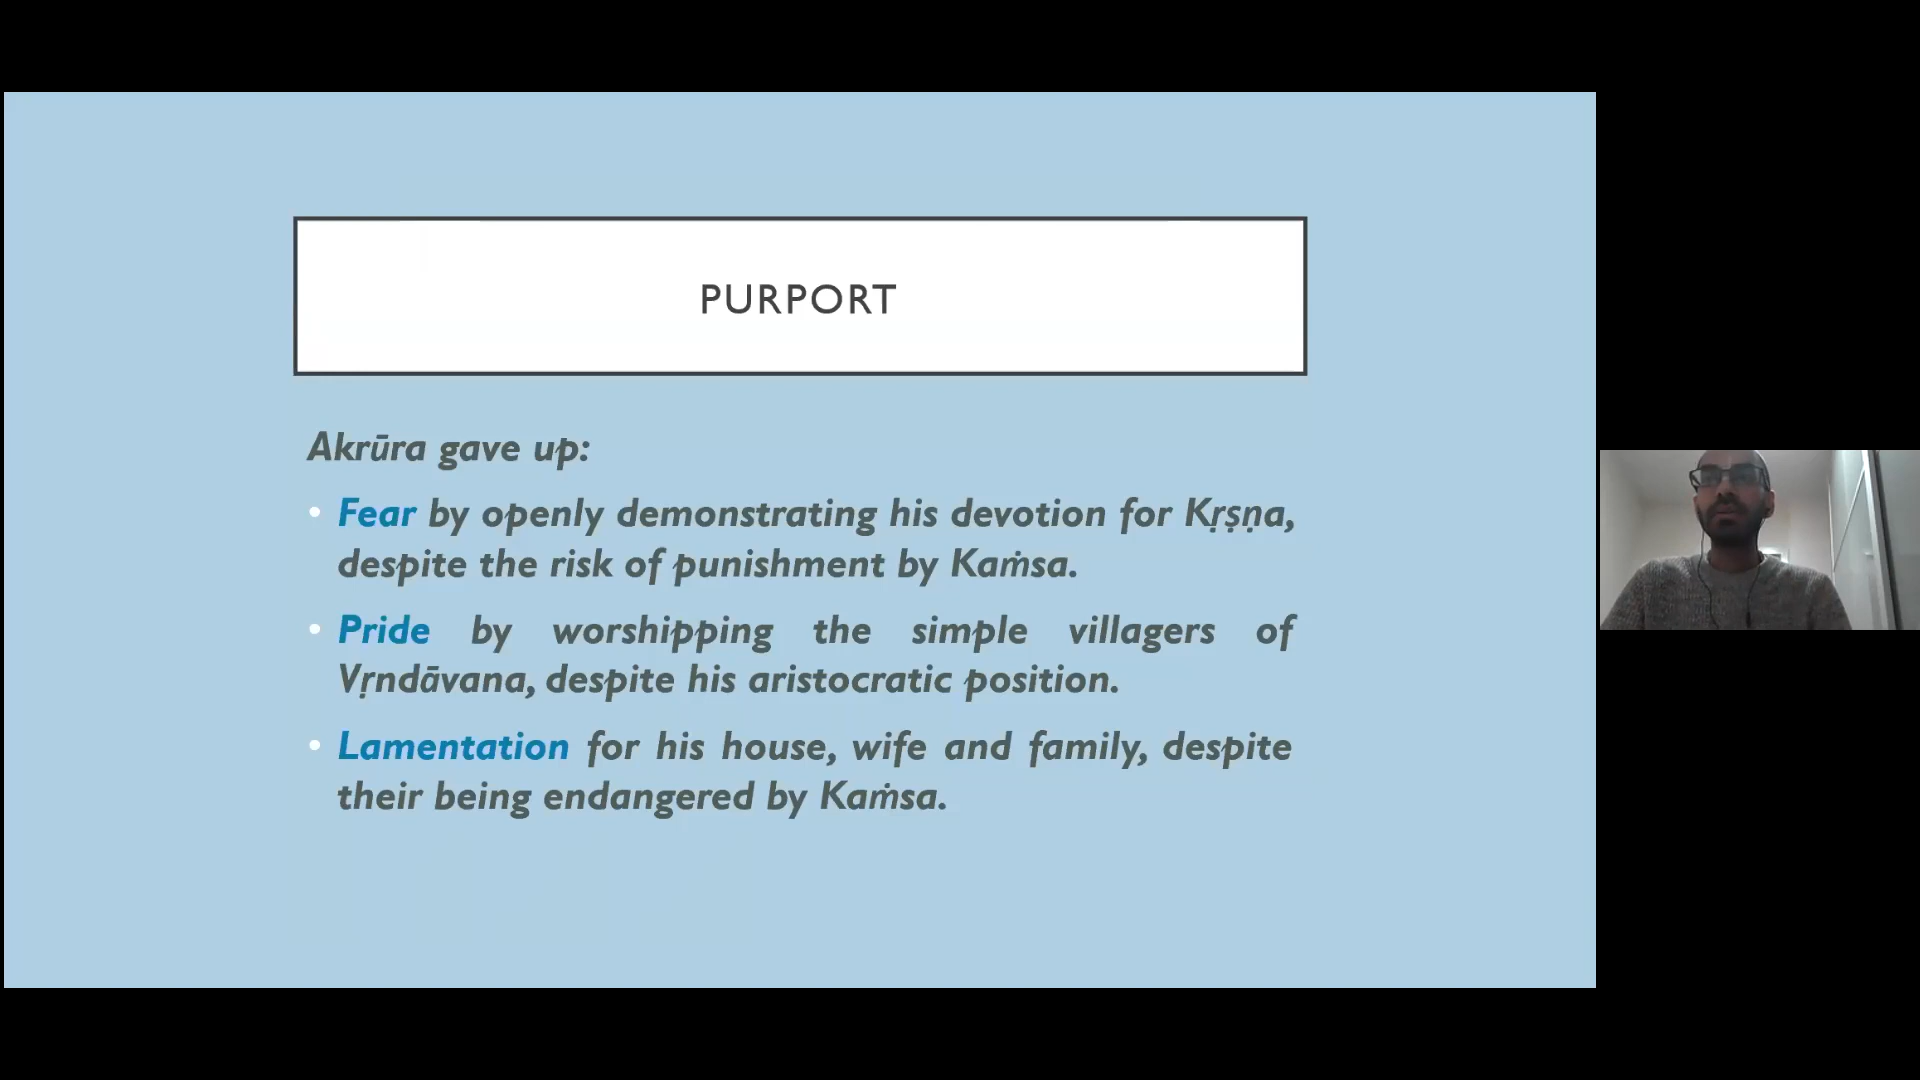 PURPORT
Akrūra gave up:
• Fear by openly demonstrating his devotion for Kṛṣṇa,
despite the risk of punishment by Kaṁsa.
• Pride by worshipping the simple villagers of
Vṛndāvana, despite his aristocratic position.
• Lamentation for his house, wife and family, despite
their being endangered by Kaṁsa.